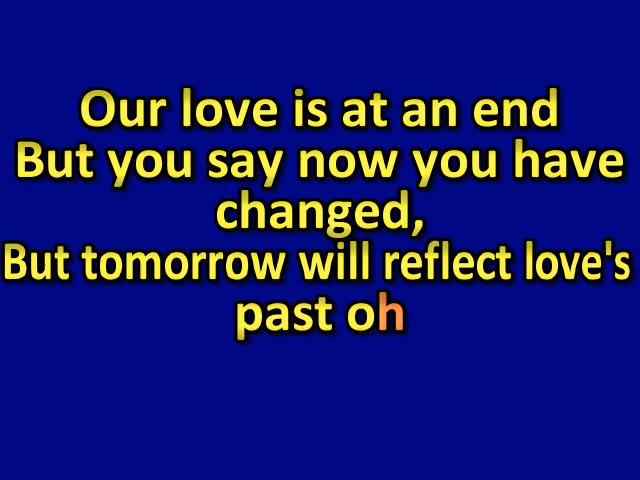 Our love is at an end
But you say now you have
changed,
But tomorrow will reflect love's
past oh